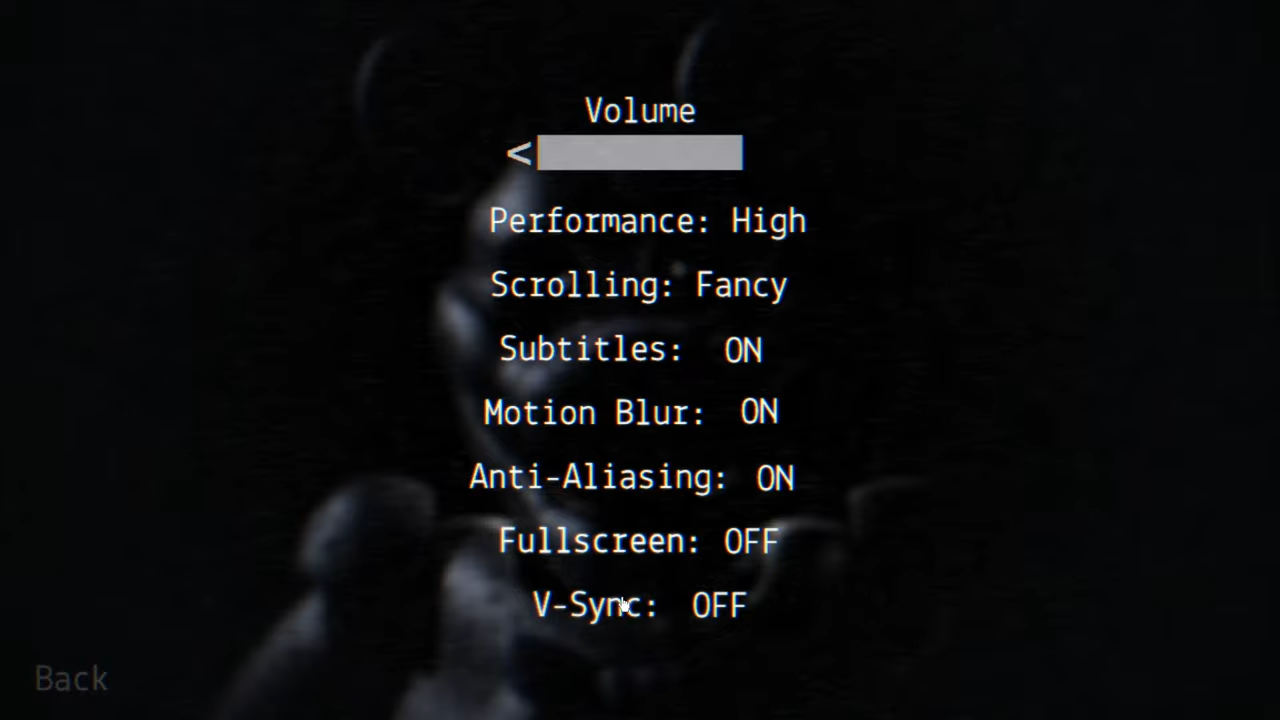 Volume
<
Performance: High
Scrolling: Fancy
Subtitles: ON
Motion Blur: ON
Anti-Aliasing: ON
Fullscreen: OFF
V-Sync: OFF
Back